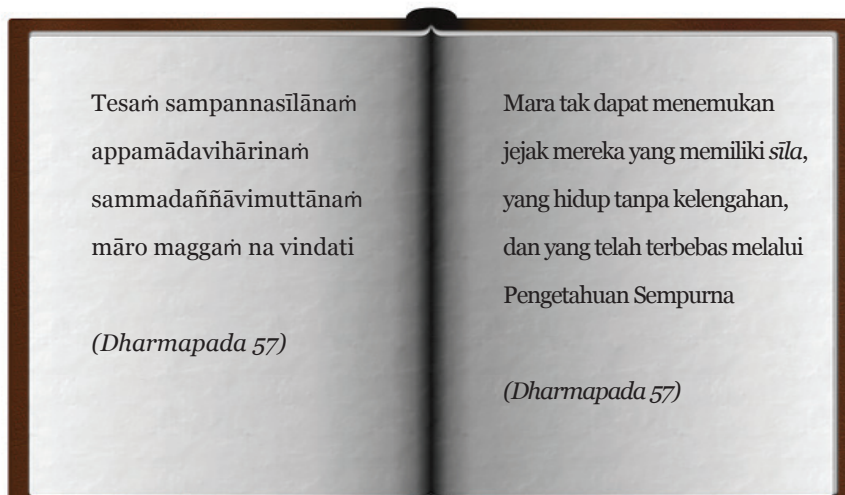 Tesaṁ sampannasīlānaṁ
appamādavihārinaṁ
sammadaññāvimuttānaṁ
māro maggaṁ na vindati
(Dharmapada 57)
Mara tak dapat menemukan
jejak mereka yang memiliki sīla,
yang hidup tanpa kelengahan,
dan yang telah terbebas melalui
Pengetahuan Sempurna
(Dharmapada 57)